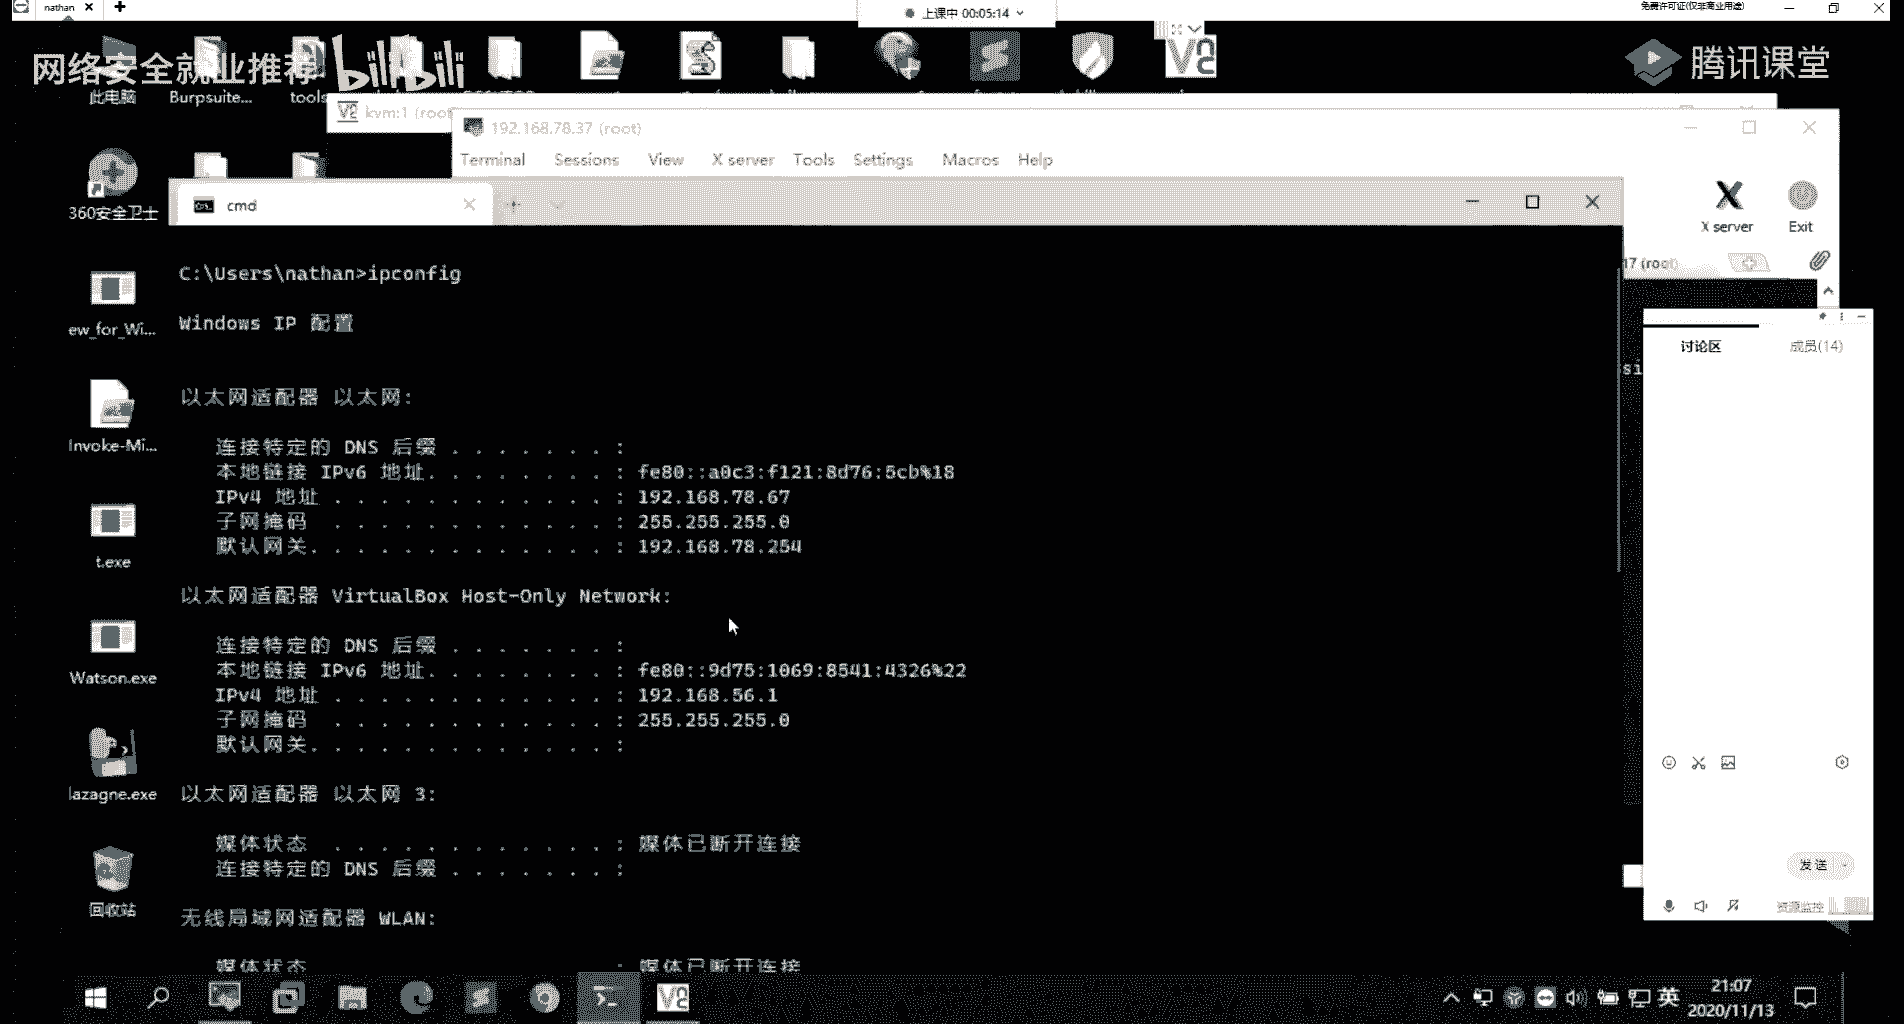 nathan
上课中 00:05:14
免费许可证(仅非商业用途)
网络安全就业推荐
bilibili
腾讯课堂
此电脑
Burpsuite...
tools
kvm:1 (root
192.168.78.37 (root)
Terminal Sessions View X server Tools Settings Macros Help
360安全卫士
cmd
X server
Exit
17 (root)
C:\Users\nathan>ipconfig
ew_for_Wi...
Windows IP 配置
讨论区
成员(14)
si
以太网适配器 以太网:
Invoke-Mi...
连接特定的 DNS 后缀 . . . . . . . :
本地链接 IPv6 地址. . . . . . . . : fe80::a0c3:f121:8d76:5cb%18
IPv4 地址 . . . . . . . . . . . . : 192.168.78.67
子网掩码 . . . . . . . . . . . . : 255.255.255.0
默认网关. . . . . . . . . . . . . : 192.168.78.254
t.exe
以太网适配器 VirtualBox Host-Only Network:
连接特定的 DNS 后缀 . . . . . . . :
本地链接 IPv6 地址. . . . . . . . : fe80::9d75:1069:8541:4326%22
IPv4 地址 . . . . . . . . . . . . : 192.168.56.1
子网掩码 . . . . . . . . . . . . : 255.255.255.0
默认网关. . . . . . . . . . . . . :
Watson.exe
lazagne.exe
以太网适配器 以太网 3:
媒体状态 . . . . . . . . . . . . : 媒体已断开连接
连接特定的 DNS 后缀 . . . . . . . :
发送
回收站
资源监控
无线局域网适配器 WLAN:
媒体状态 . 媒体已断开连接
英
21:07
2020/11/13